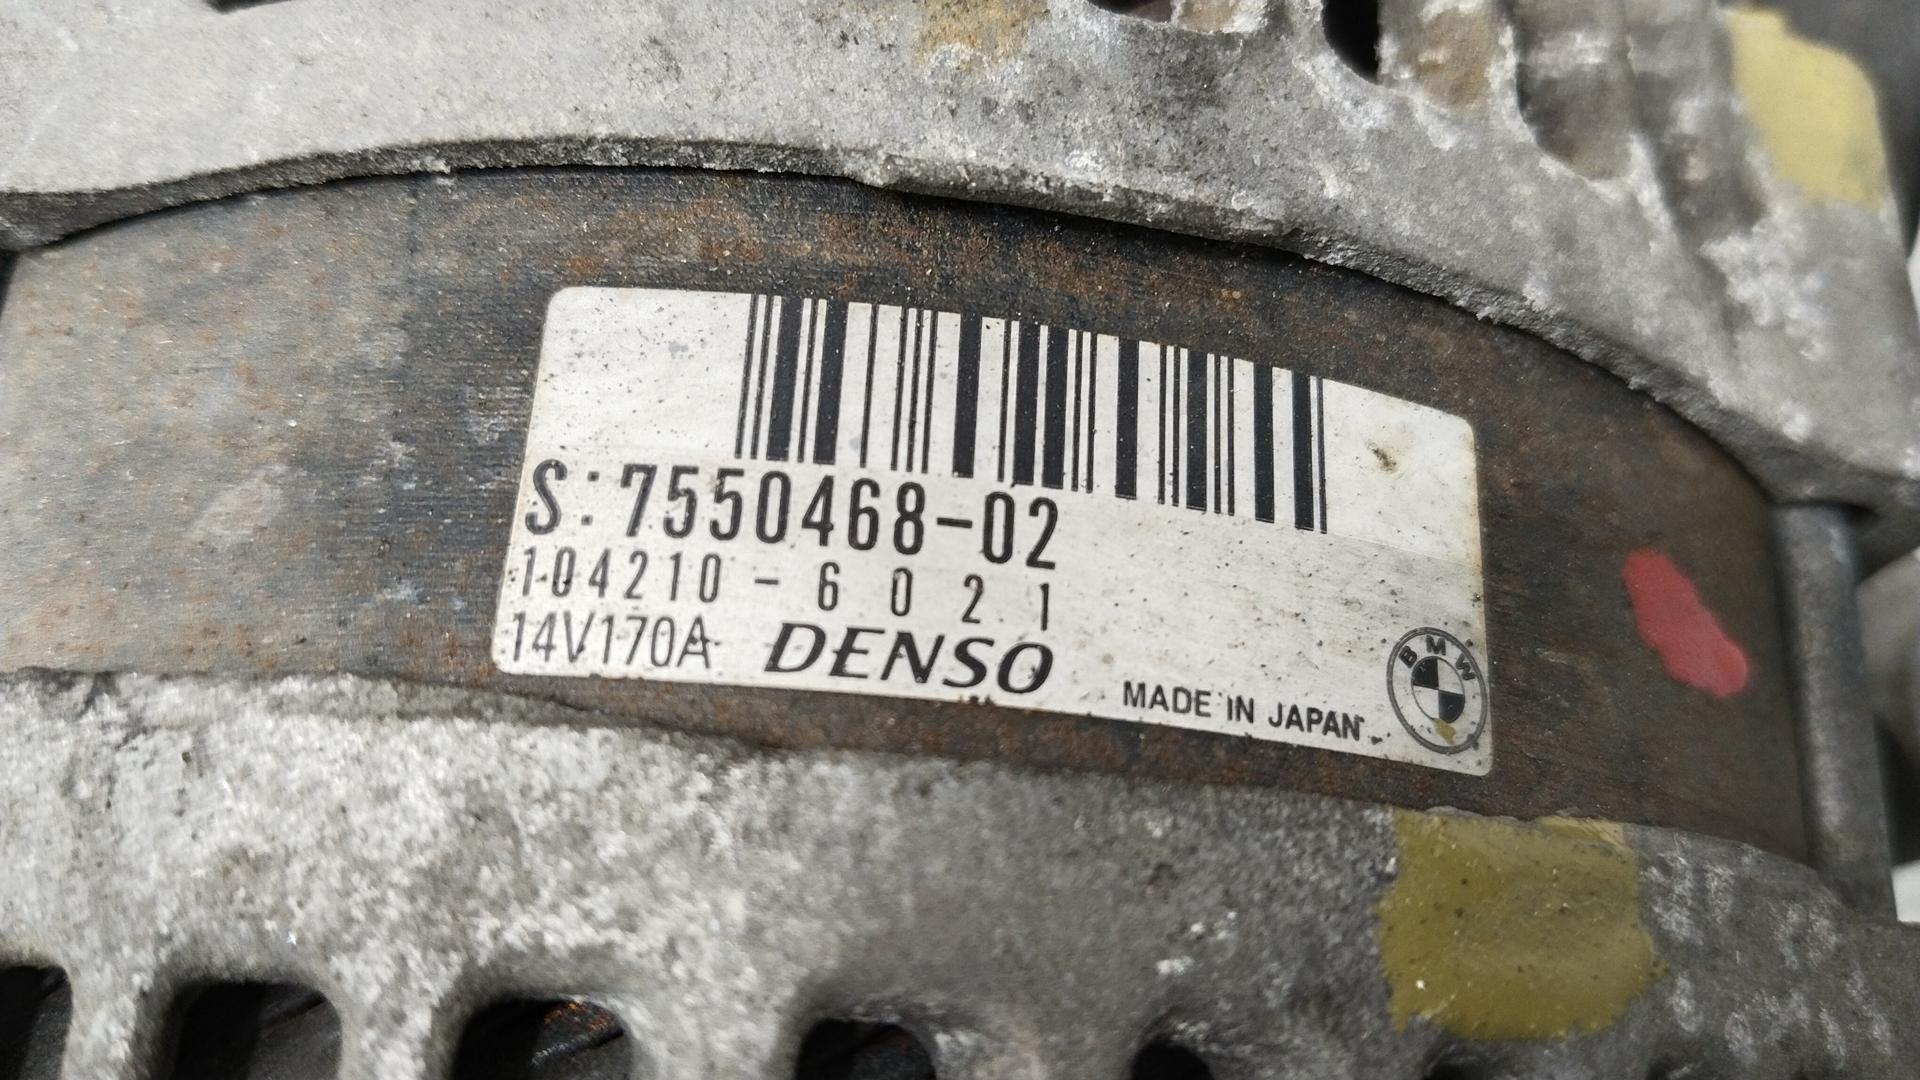 S:7550468-02
104210-6021
14V170A DENSO
MADE IN JAPAN
BMW